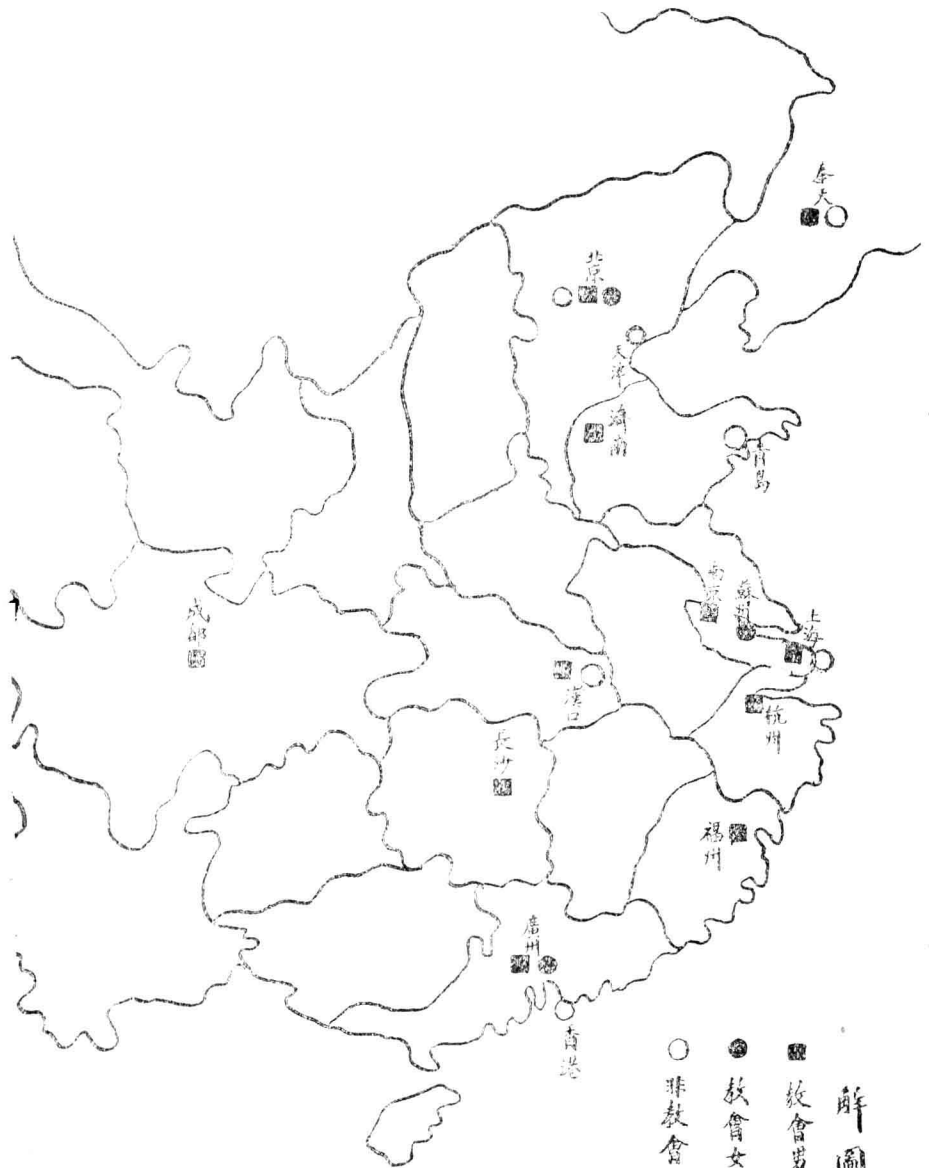 奉天
北京
天津
濟南
青島
南京
蘇州
上海
成都
漢口
杭州
長沙
福州
廣州
香港
解圖
教會男
教會女
非教會